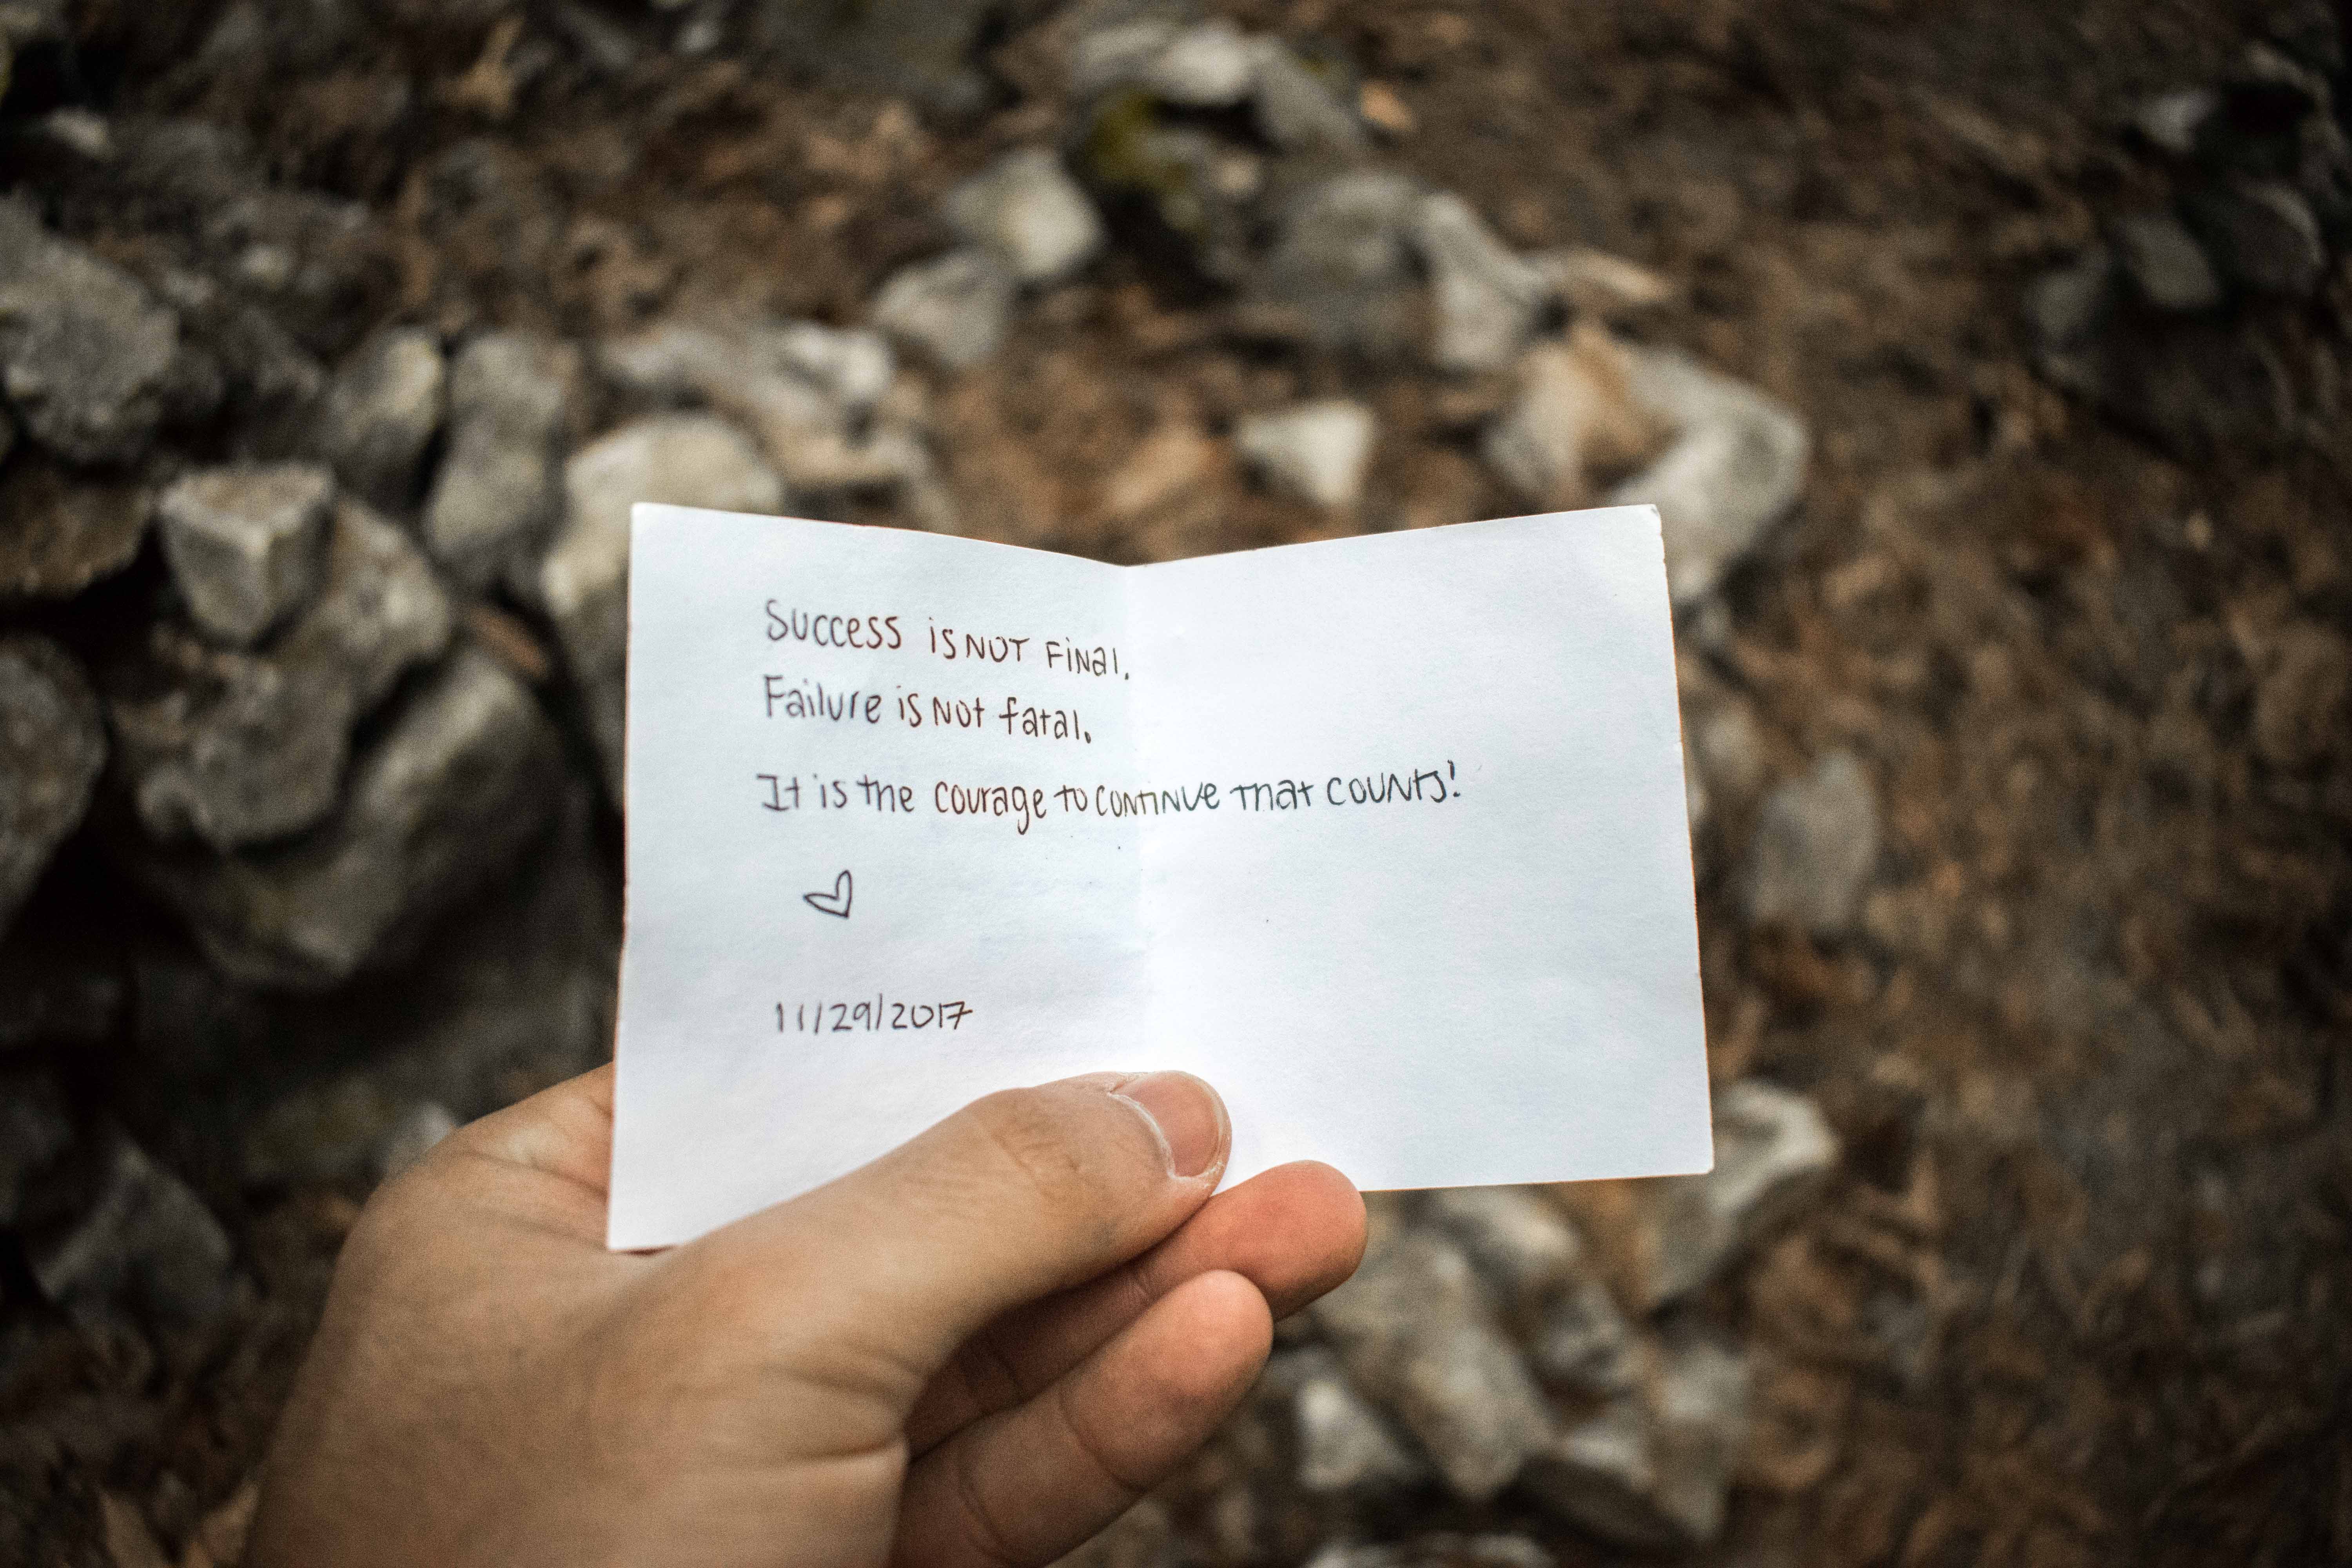 Success is NOT Final.
Failure is Not fatal.
It is the courage to continue that counts!
11/29/2017